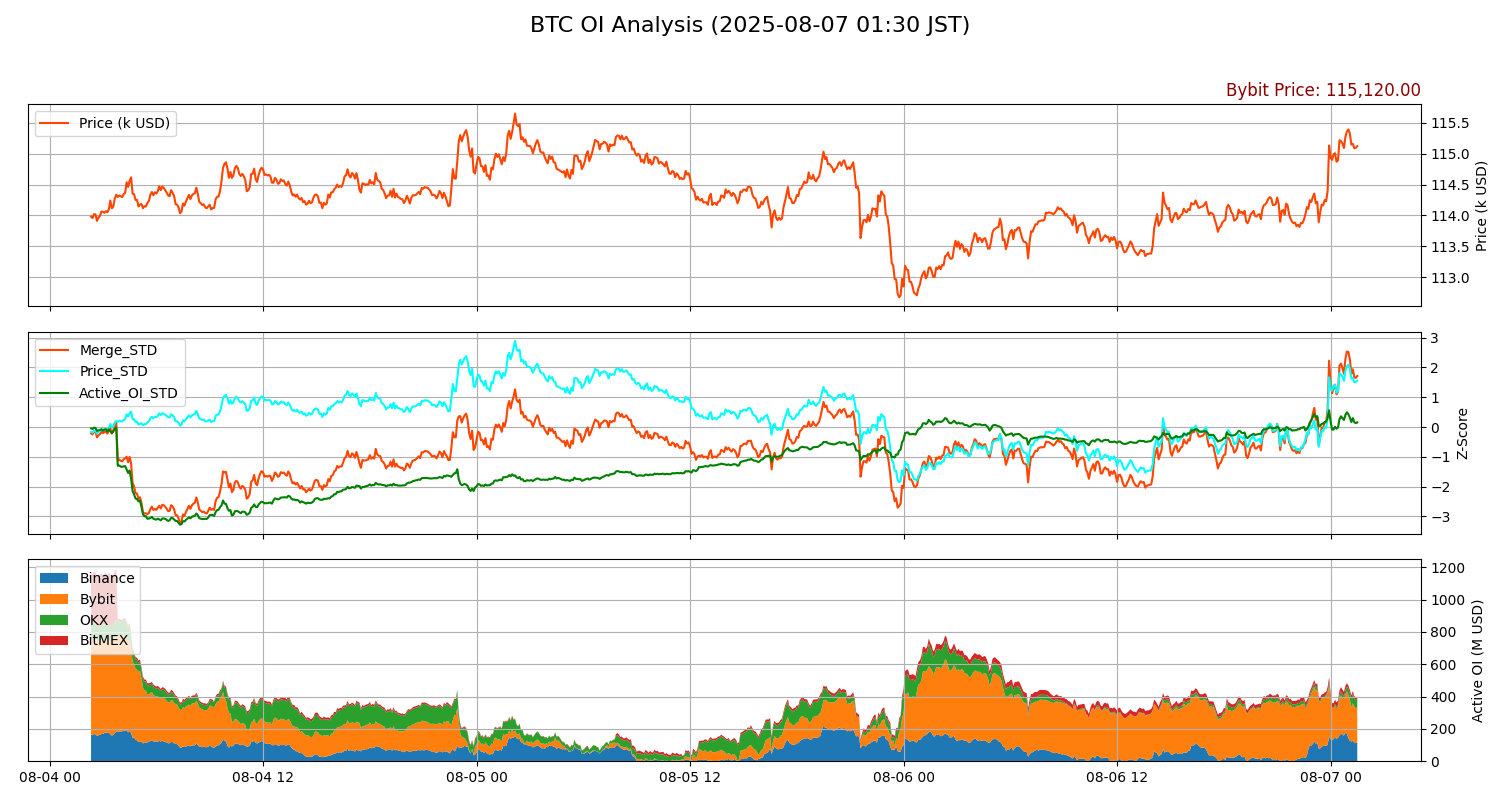 BTC OI Analysis (2025-08-07 01:30 JST)
Bybit Price: 115,120.00
Price (k USD)
115.5
115.0
114.5
114.0
113.5
113.0
Price (k USD)
Merge_STD
Price_STD
Active_OI_STD
3
2
1
0
−1
−2
−3
Z-Score
Binance
Bybit
OKX
BitMEX
1200
1000
800
600
400
200
0
Active OI (M USD)
08-04 00
08-04 12
08-05 00
08-05 12
08-06 00
08-06 12
08-07 00